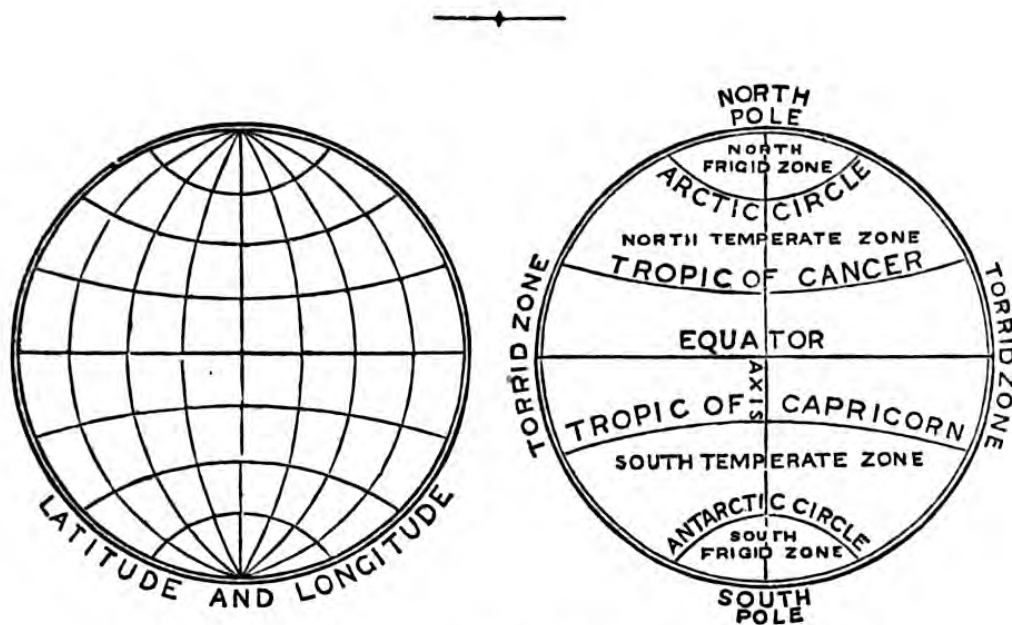 LATITUDE AND LONGITUDE
NORTH
POLE
NORTH
FRIGID ZONE
ARCTIC CIRCLE
NORTH TEMPERATE ZONE
TROPIC OF CANCER
TORRID ZONE
TORRID ZONE
EQUATOR
AXIS
TROPIC OF CAPRICORN
SOUTH TEMPERATE ZONE
ANTARCTIC CIRCLE
SOUTH
FRIGID ZONE
SOUTH
POLE